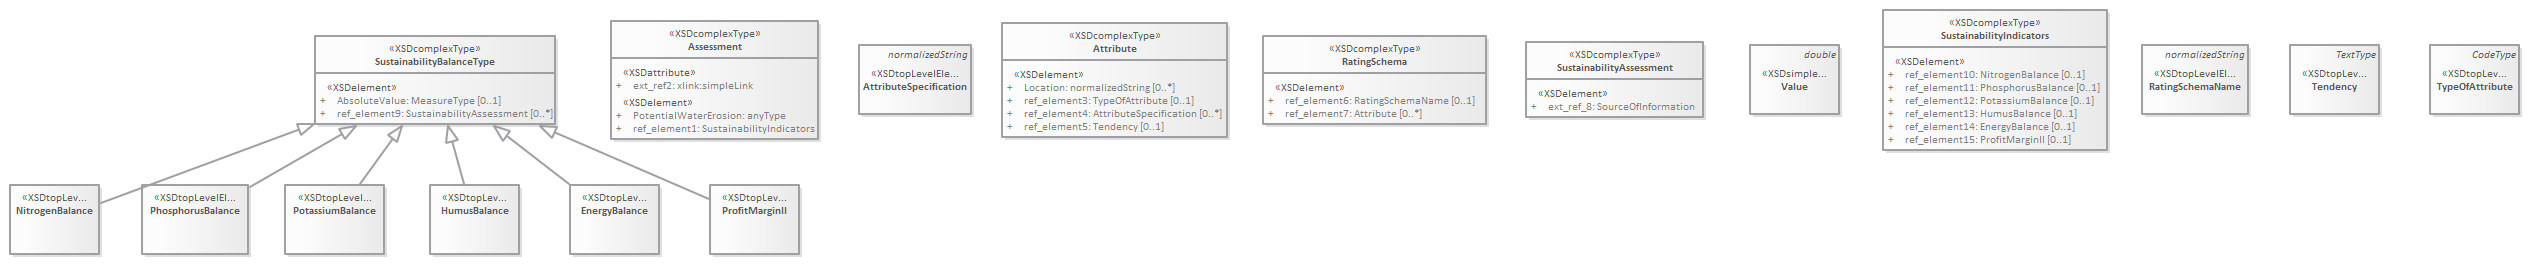 «XSDcomplexType»
SustainabilityBalanceType
«XSDelement»
+ AbsoluteValue: MeasureType [0..1]
+ ref_element9: SustainabilityAssessment [0..*]
«XSDcomplexType»
Assessment
«XSDattribute»
+ ext_ref2: xlink:simpleLink
«XSDelement»
+ PotentialWaterErosion: anyType
+ ref_element1: SustainabilityIndicators
normalizedString
«XSDtopLevelEle...
AttributeSpecification
«XSDcomplexType»
Attribute
«XSDelement»
+ Location: normalizedString [0..*]
+ ref_element3: TypeOfAttribute [0..1]
+ ref_element4: AttributeSpecification [0..*]
+ ref_element5: Tendency [0..1]
«XSDcomplexType»
RatingSchema
«XSDelement»
+ ref_element6: RatingSchemaName [0..1]
+ ref_element7: Attribute [0..*]
«XSDcomplexType»
SustainabilityAssessment
«XSDelement»
+ ext_ref_8: SourceOfInformation
double
«XSDsimple...
Value
«XSDcomplexType»
SustainabilityIndicators
«XSDelement»
+ ref_element10: NitrogenBalance [0..1]
+ ref_element11: PhosphorusBalance [0..1]
+ ref_element12: PotassiumBalance [0..1]
+ ref_element13: HumusBalance [0..1]
+ ref_element14: EnergyBalance [0..1]
+ ref_element15: ProfitMarginII [0..1]
normalizedString
«XSDtopLevelEl...
RatingSchemaName
TextType
«XSDtopLev...
Tendency
CodeType
«XSDtopLev...
TypeOfAttribute
«XSDtopLev...
NitrogenBalance
«XSDtopLevelEl...
PhosphorusBalance
«XSDtopLevel...
PotassiumBalance
«XSDtopLev...
HumusBalance
«XSDtopLev...
EnergyBalance
«XSDtopLev...
ProfitMarginII